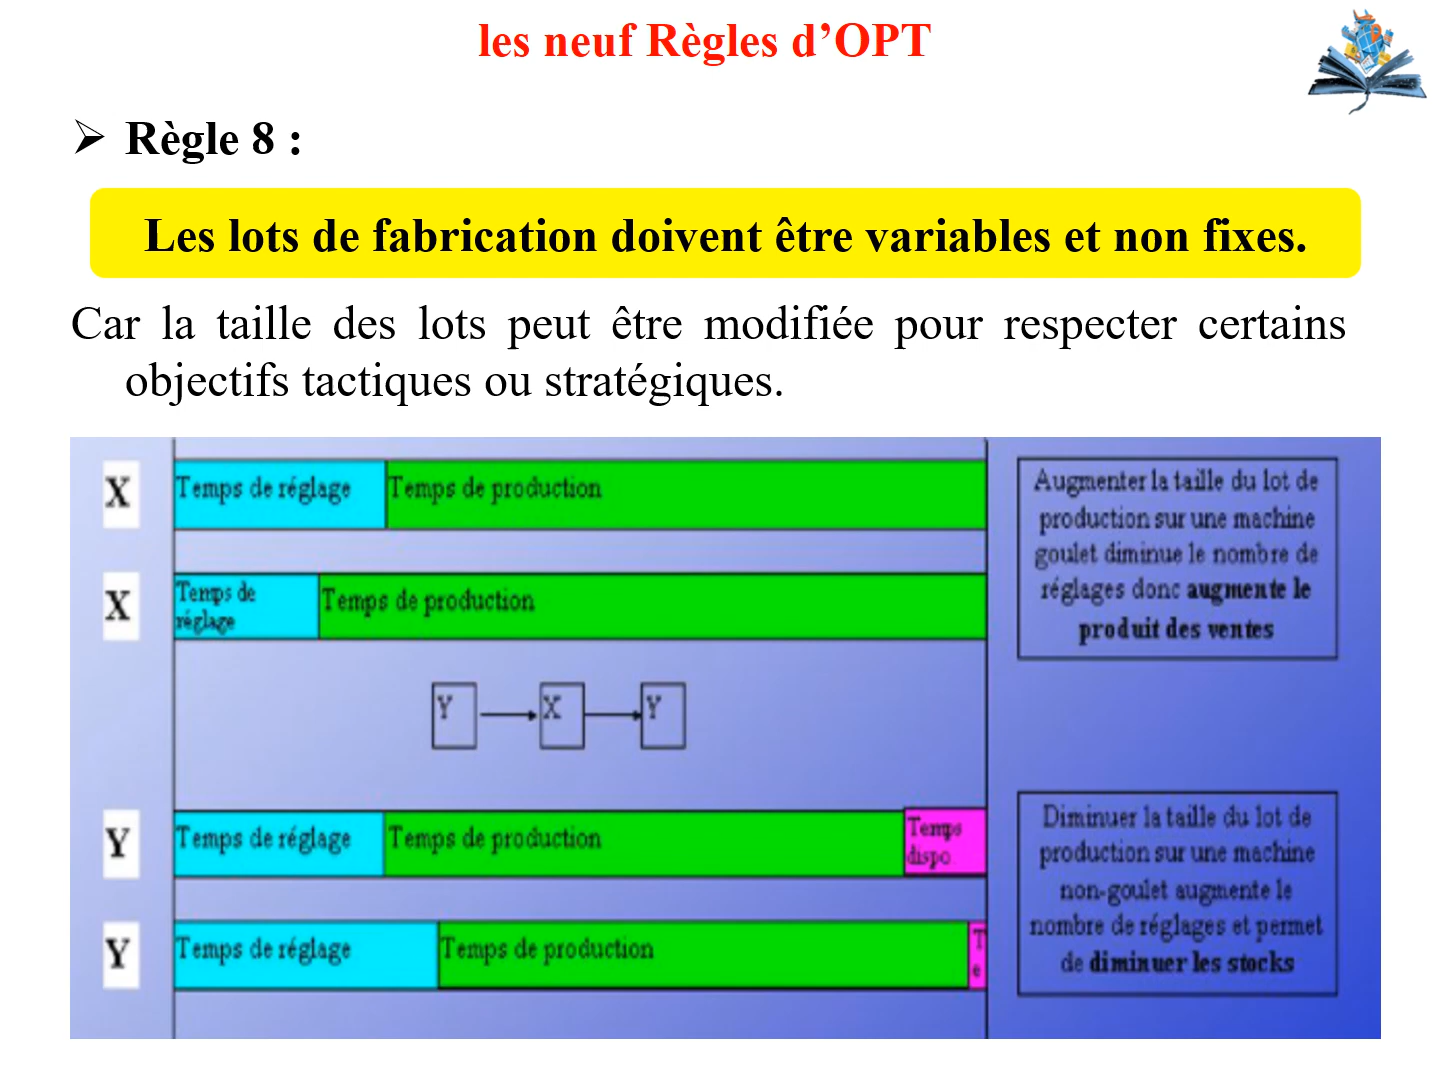 les neuf Règles d’OPT
➢ Règle 8 :
Les lots de fabrication doivent être variables et non fixes.
Car la taille des lots peut être modifiée pour respecter certains
objectifs tactiques ou stratégiques.
X
Temps de réglage
Temps de production
Augmenter la taille du lot de
production sur une machine
goulet diminue le nombre de
réglages donc augmente le
produit des ventes
X
Temps de
réglage
Temps de production
Y
X
Y
Y
Temps de réglage
Temps de production
Temps
dispo
Diminuer la taille du lot de
production sur une machine
non-goulet augmente le
nombre de réglages et permet
de diminuer les stocks
Y
Temps de réglage
Temps de production
T
e